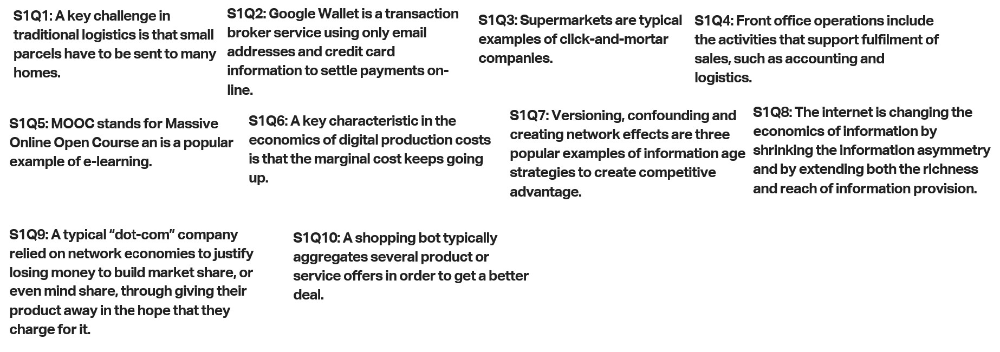 S1Q1: A key challenge in
traditional logistics is that small
parcels have to be sent to many
homes.
S1Q2: Google Wallet is a transaction
broker service using only email
addresses and credit card
information to settle payments on-
line.
S1Q3: Supermarkets are typical
examples of click-and-mortar
companies.
S1Q4: Front office operations include
the activities that support fulfilment of
sales, such as accounting and
logistics.
S1Q5: MOOC stands for Massive
Online Open Course an is a popular
example of e-learning.
S1Q6: A key characteristic in the
economics of digital production costs
is that the marginal cost keeps going
up.
S1Q7: Versioning, confounding and
creating network effects are three
popular examples of information age
strategies to create competitive
advantage.
S1Q8: The internet is changing the
economics of information by
shrinking the information asymmetry
and by extending both the richness
and reach of information provision.
S1Q9: A typical “dot-com” company
relied on network economies to justify
losing money to build market share, or
even mind share, through giving their
product away in the hope that they
charge for it.
S1Q10: A shopping bot typically
aggregates several product or
service offers in order to get a better
deal.